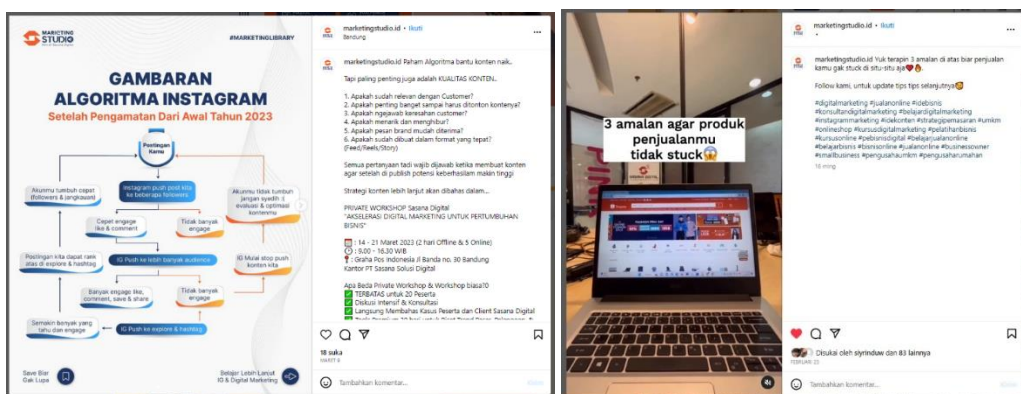 MARKETING
STUDIO
#MARKETINGLIBRARY
GAMBARAN
ALGORITMA INSTAGRAM
Setelah Pengamatan Dari Awal Tahun 2023
Postingan
Kamu
Akunmu tumbuh cepat
(followers & jangkauan)
Instagram push post kita
ke beberapa followers
Akunmu tidak tumbuh
jangan syedih :(
evaluasi & optimasi
kontenmu
Cepet engage
like & comment
Tidak banyak
engage
Postingan kita dapat rank
atas di explore & hashtag
IG Push ke lebih banyak audience
IG Mulai stop push
konten kita
Banyak engage like,
comment, save & share
Tidak banyak
engage
Semakin banyak yang
tahu dan engage
IG Push ke explore & hashtag
Save Biar
Gak Lupa
Belajar Lebih Lanjut
IG & Digital Marketing
marketingstudio.id • Ikuti
Bandung
marketingstudio.id Paham Algoritma bantu konten naik..
Tapi paling penting juga adalah KUALITAS KONTEN..
1. Apakah sudah relevan dengan Customer?
2. Apakah penting banget sampai harus ditonton kontenya?
3. Apakah ngejawab keresahan customer?
4. Apakah menarik dan menghibur?
5. Apakah pesan brand mudah diterima?
6. Apakah sudah dibuat dalam format yang tepat?
(Feed/Reels/Story)
Semua pertanyaan tadi wajib dijawab ketika membuat konten
agar setelah di publish potensi keberhasilan makin tinggi
Strategi konten lebih lanjut akan dibahas dalam...
PRIVATE WORKSHOP Sasana Digital
"AKSELERASI DIGITAL MARKETING UNTUK PERTUMBUHAN
BISNIS"
: 14 - 21 Maret 2023 (2 hari Offline & 5 Online)
: 9.00 - 16.30 WIB
: Graha Pos Indonesia Jl Banda no. 30 Bandung
Kantor PT Sasana Solusi Digital
Apa Beda Private Workshop & Workshop biasa?
TERBATAS untuk 20 Peserta
Diskusi Intensif & Konsultasi
Langsung Membahas Kasus Peserta dan Client Sasana Digital
18 suka
MARET 8
Tambahkan komentar...
3 amalan agar produk
penjualanmu
tidak stuck😱
marketingstudio.id • Ikuti
marketingstudio.id Yuk terapin 3 amalan di atas biar penjualan
kamu gak stuck di situ-situ aja❤️🔥.
Follow kami, untuk update tips tips selanjutnya🥰
#digitalmarketing #jualanonline #idebisnis
#konsultandigitalmarketing #belajardigitalmarketing
#instagrammarketing #idekonten #strategipemasaran #umkm
#onlineshop #kursusdigitalmarketing #pelatihanbisnis
#kursusonline #pebisnisdigital #belajarjualanonline
#belajarbisnis #bisnisonline #jualanonline #businessowner
#smallbusiness #pengusahaumkm #pengusaharumahan
16 ming
Disukai oleh siyrinduw dan 83 lainnya
FEBRUARI 23
Tambahkan komentar...